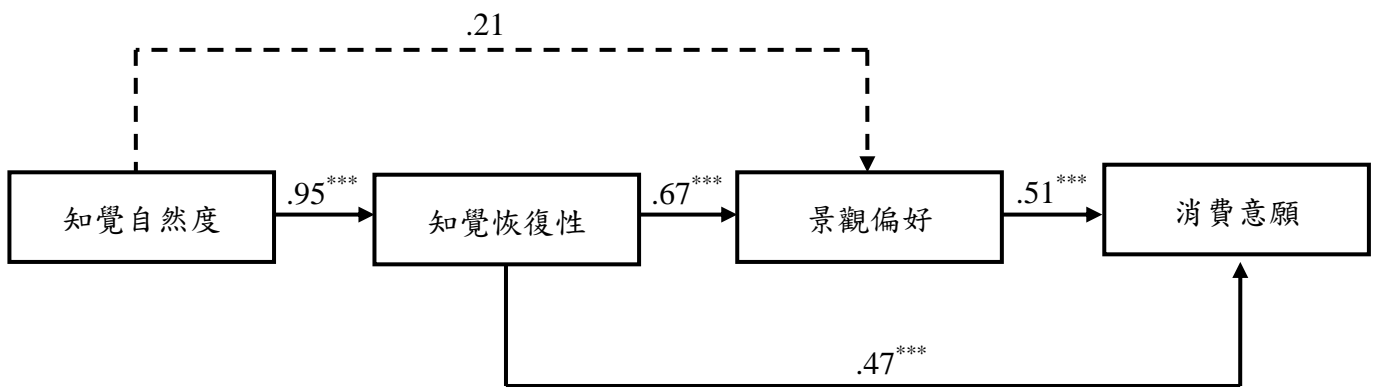 .21
知覺自然度
.95***
知覺恢復性
.67***
景觀偏好
.51***
消費意願
.47***